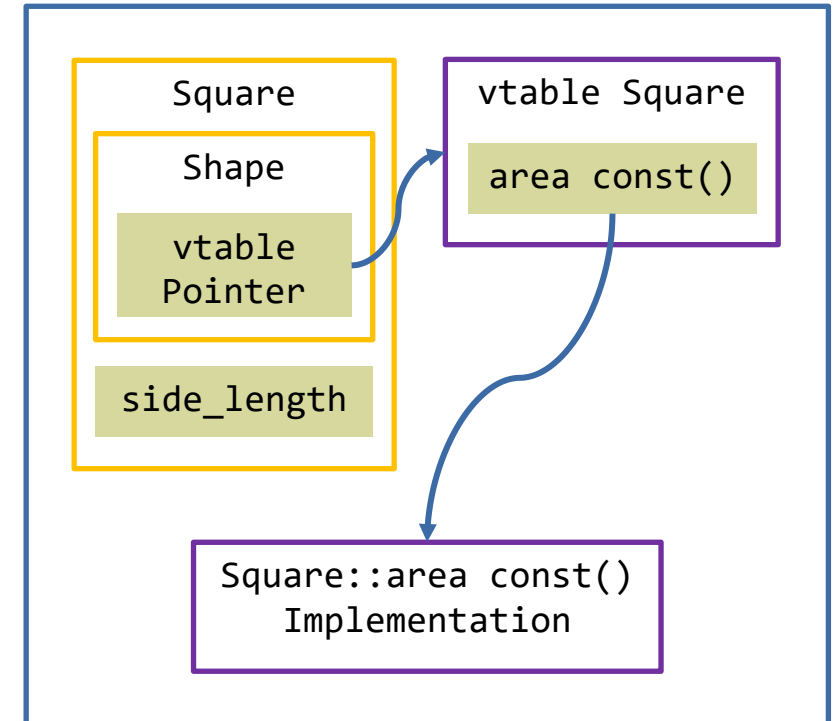 Square
Shape
vtable
Pointer
side_length
vtable Square
area const()
Square::area const()
Implementation